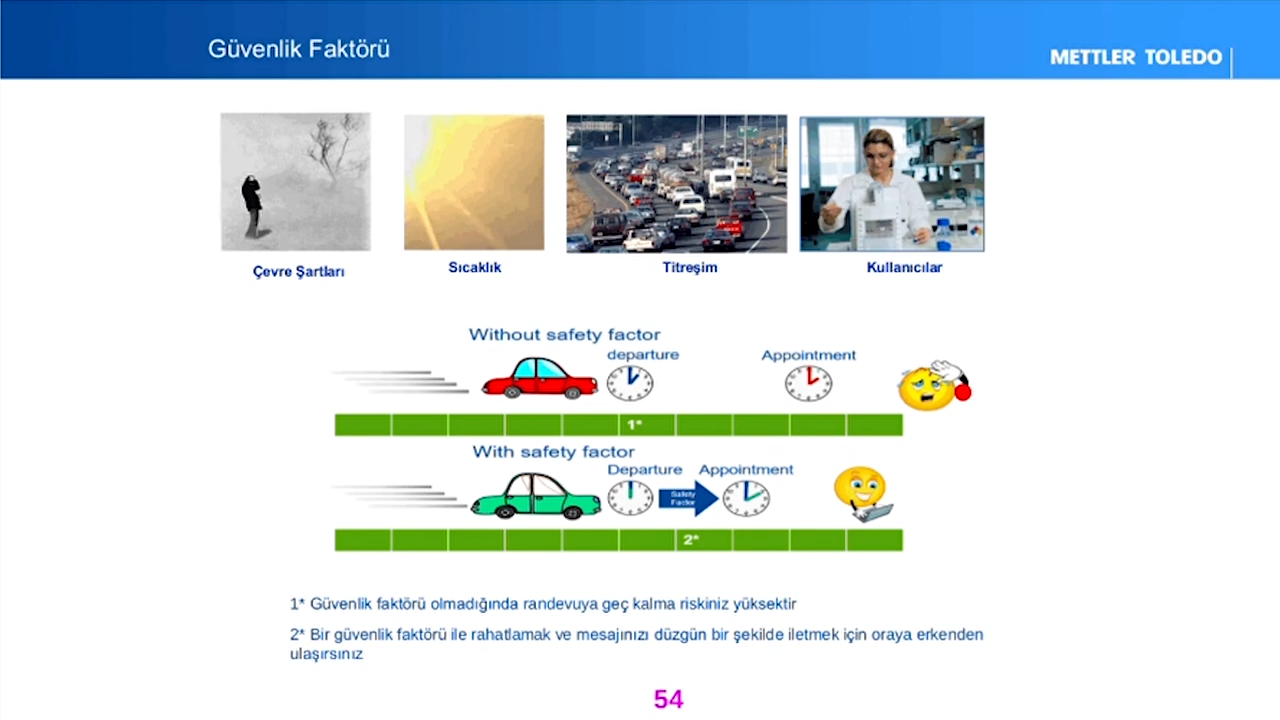 Güvenlik Faktörü
METTLER TOLEDO
Çevre Şartları
Sıcaklık
Titreşim
Kullanıcılar
Without safety factor
departure
Appointment
1*
With safety factor
Departure
Appointment
Safety
Factor
2*
1* Güvenlik faktörü olmadığında randevuya geç kalma riskiniz yüksektir
2* Bir güvenlik faktörü ile rahatlamak ve mesajınızı düzgün bir şekilde iletmek için oraya erkenden
ulaşırsınız
54